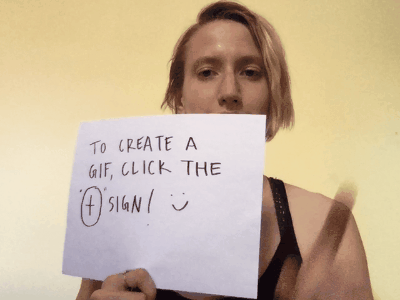 TO CREATE A
GIF, CLICK THE
"+" SIGN! :)